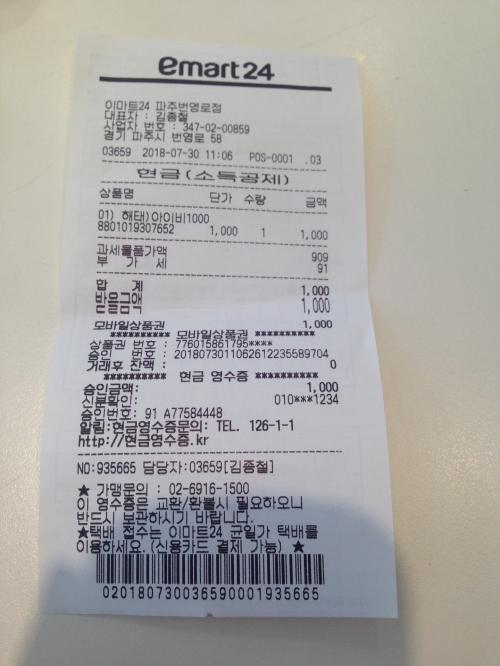 emart24
이마트24 파주번영로점
대표자 : 김종철
사업자 번호 : 347-02-00859
경기 파주시 번영로 58
03659 2018-07-30 11:06 POS-0001 .03
현금(소득공제)
상품명 단가 수량 금액
01) 해태)아이비1000
8801019307652 1,000 1 1,000
과세물품가액 909
부 가 세 91
합 계 1,000
받을금액 1,000
모바일상품권 1,000
********** 모바일상품권 **********
상품권 번호 : 776015861795****
승인 번호 : 2018073011062612235589704
거래후 잔액 : 0
********** 현금 영수증 **********
승인금액: 1,000
신분확인: 010***1234
승인번호: 91 A77584448
알림:현금영수증문의: TEL. 126-1-1
http://현금영수증.kr
NO:935665 담당자:03659[김종철]
★ 가맹문의 : 02-6916-1500
이 영수증은 교환/환불시 필요하오니
반드시 보관하시기 바랍니다.
★택배 접수는 이마트24 균일가 택배를
이용하세요.(신용카드 결제 가능) ★
020180730036590001935665